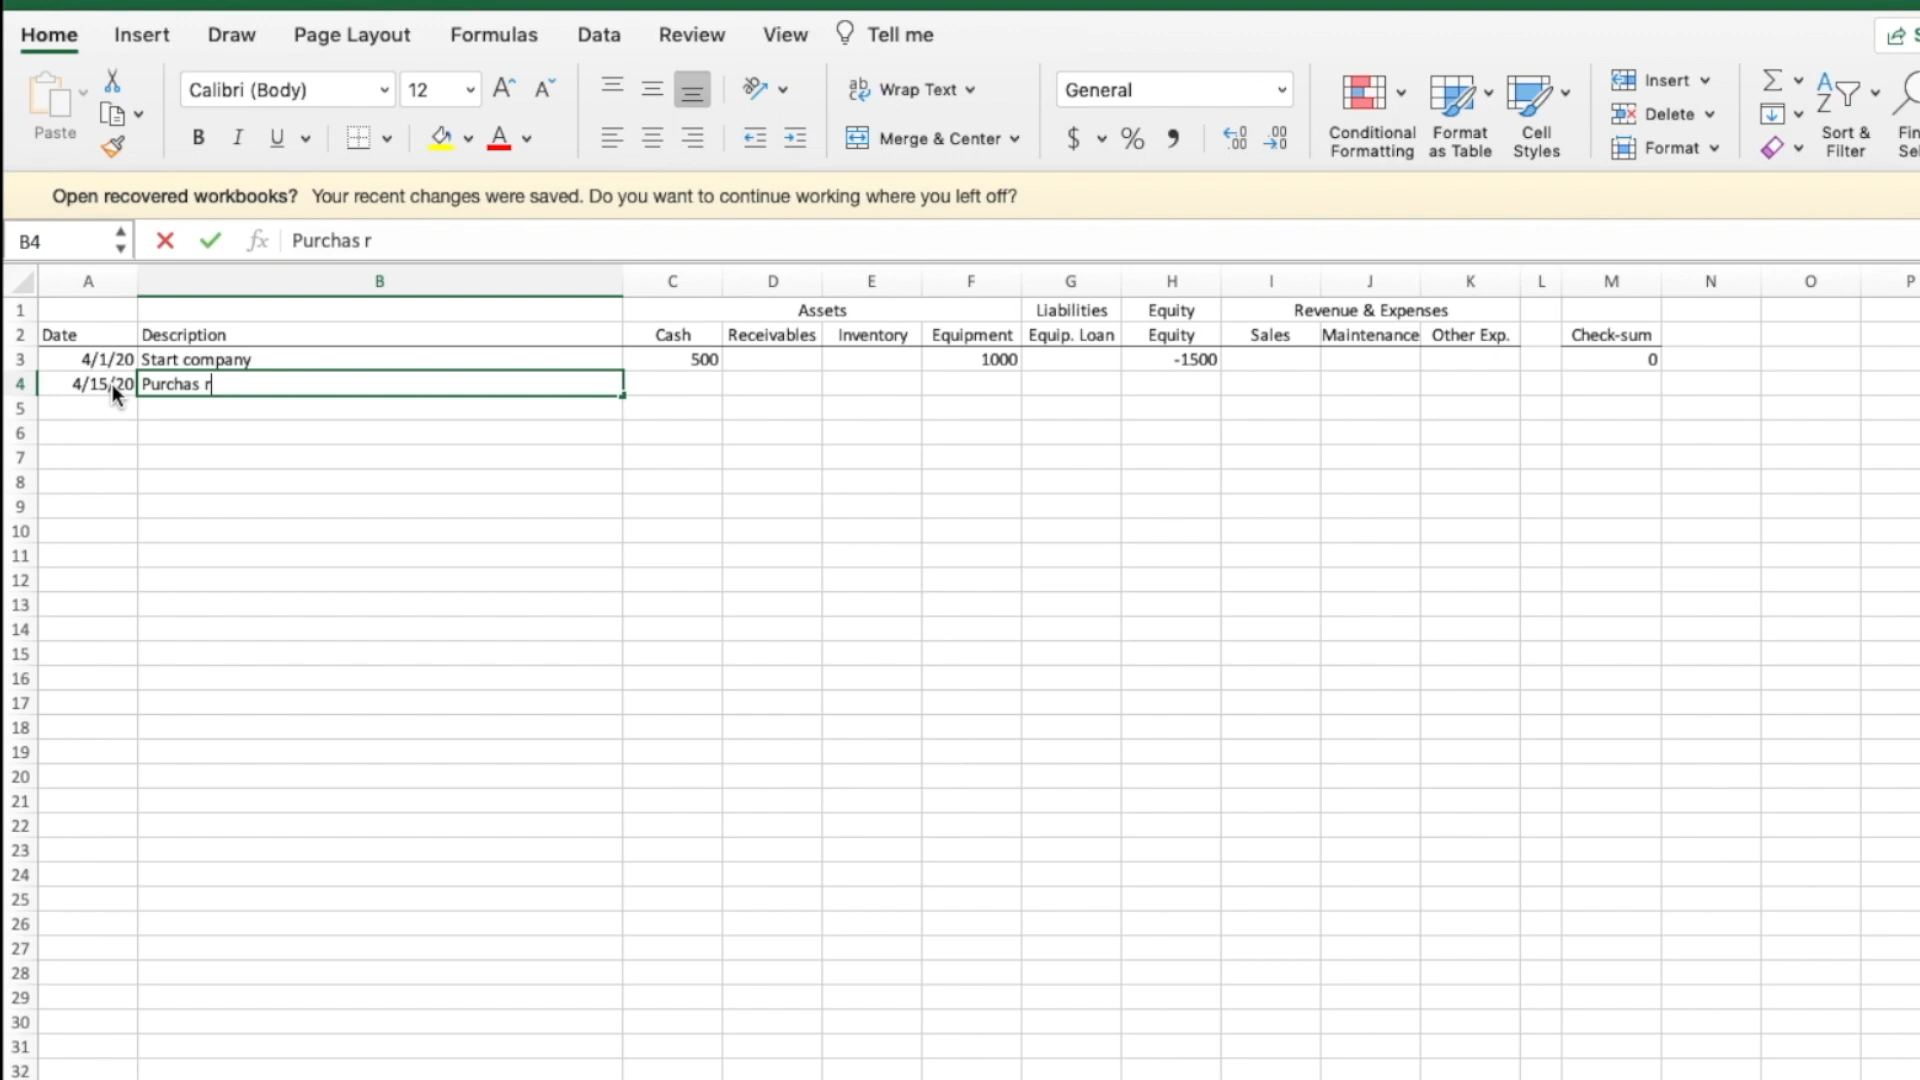 Home Insert Draw Page Layout Formulas Data Review View Tell me
Paste
Calibri (Body) 12
B I U A
Wrap Text
Merge & Center
General
$ %
Conditional Formatting
Format as Table
Cell Styles
Insert
Delete
Format
Sort & Filter
Open recovered workbooks? Your recent changes were saved. Do you want to continue working where you left off?
B4 fx Purchas r
A B C D E F G H I J K L M N O P
1 Assets Liabilities Equity Revenue & Expenses
2 Date Description Cash Receivables Inventory Equipment Equip. Loan Equity Sales Maintenance Other Exp. Check-sum
3 4/1/20 Start company 500 1000 -1500 0
4 4/15/20 Purchas r
5
6
7
8
9
10
11
12
13
14
15
16
17
18
19
20
21
22
23
24
25
26
27
28
29
30
31
32